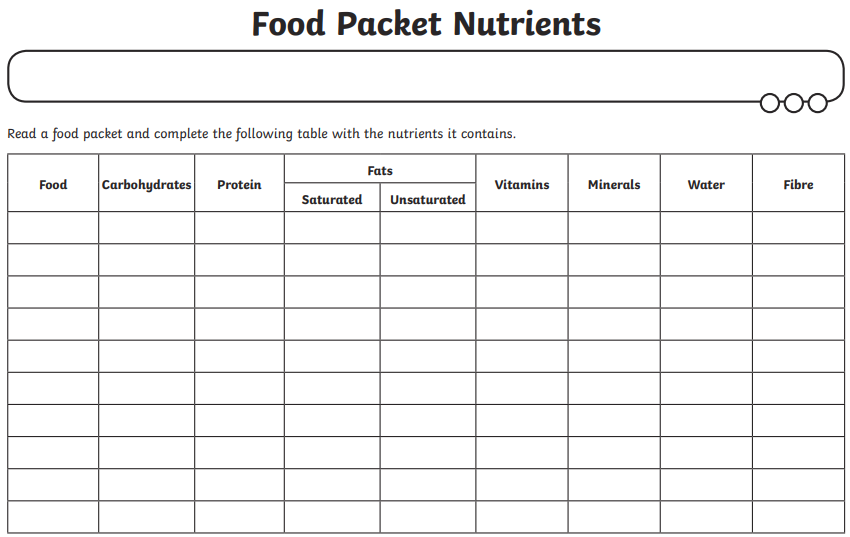 Food Packet Nutrients
Read a food packet and complete the following table with the nutrients it contains.
Food Carbohydrates Protein Fats Vitamins Minerals Water Fibre
Saturated Unsaturated